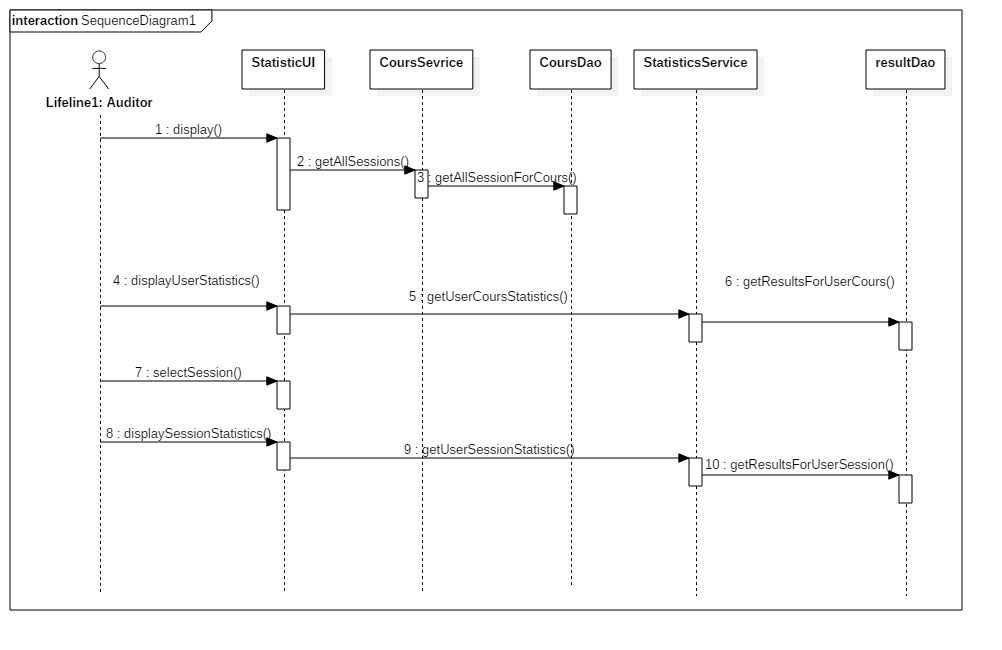 interaction SequenceDiagram1
StatisticUI
CoursSevrice
CoursDao
StatisticsService
resultDao
Lifeline1: Auditor
1 : display()
2 : getAllSessions()
3 : getAllSessionForCours()
4 : displayUserStatistics()
5 : getUserCoursStatistics()
6 : getResultsForUserCours()
7 : selectSession()
8 : displaySessionStatistics()
9 : getUserSessionStatistics()
10 : getResultsForUserSession()